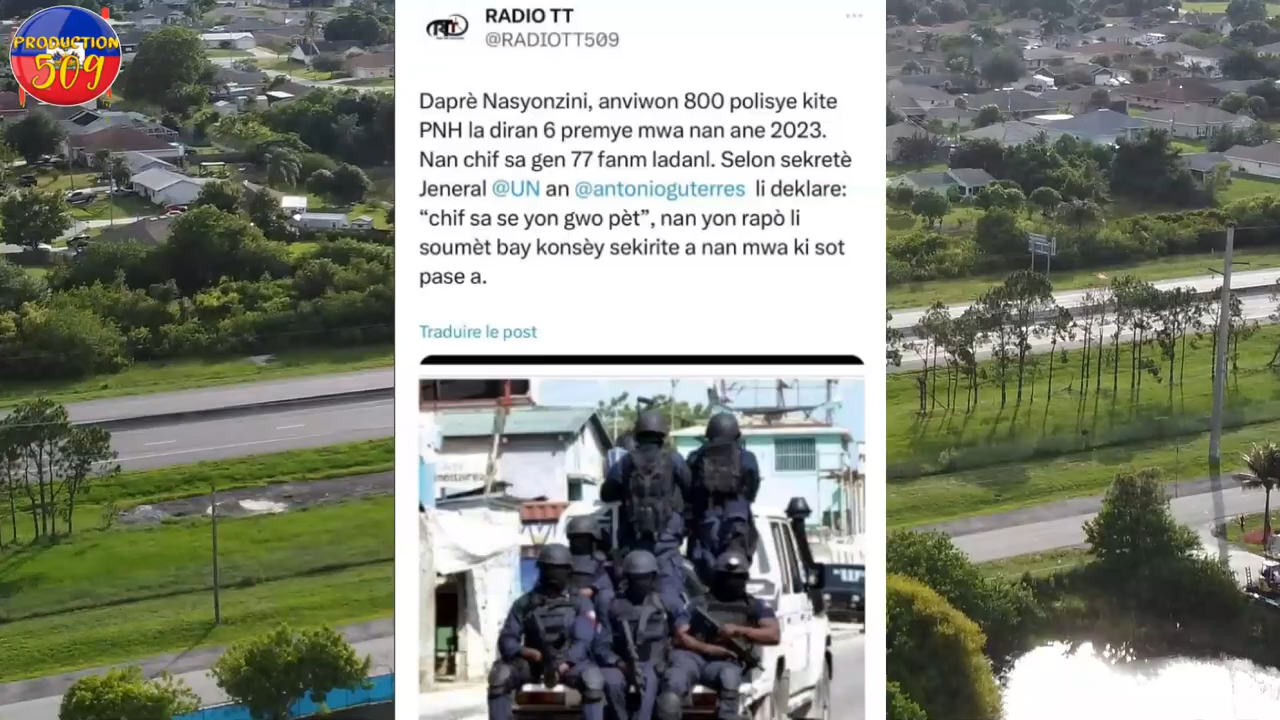 PRODUCTION
509
RADIO TT
@RADIOTT509
Daprè Nasyonzini, anviwon 800 polisye kite
PNH la diran 6 premye mwa nan ane 2023.
Nan chif sa gen 77 fanm ladanl. Selon sekretè
Jeneral @UN an @antonioguterres li deklare:
“chif sa se yon gwo pèt”, nan yon rapò li
soumèt bay konsèy sekirite a nan mwa ki sot
pase a.
Traduire le post